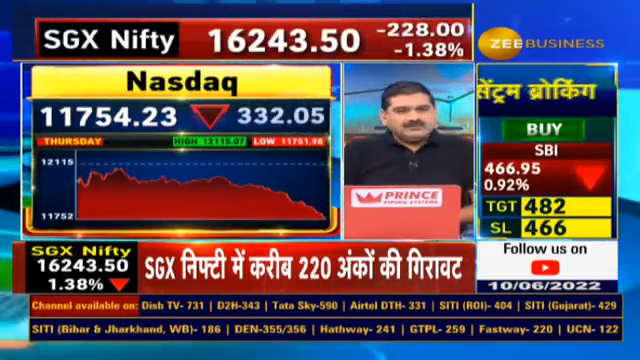 SGX Nifty 16243.50 -228.00 -1.38%
ZEE BUSINESS
Nasdaq
11754.23 332.05
THURSDAY HIGH 12115.07 LOW 11751.98
12115
11752
PRINCE
PIPING SYSTEMS
सेंट्रम ब्रोकिंग
BUY
SBI
466.95
0.92%
TGT 482
SL 466
SGX Nifty
16243.50
1.38%
SGX निफ्टी में करीब 220 अंकों की गिरावट
Follow us on
10/06/2022
Channel available on: Dish TV- 731 | D2H-343 | Tata Sky-590 | Airtel DTH- 331 | SITI (ROI)- 404 | SITI (Gujarat)- 429
SITI (Bihar & Jharkhand, WB)- 186 | DEN-355/356 | Hathway- 241 | GTPL- 259 | Fastway- 220 | UCN- 122